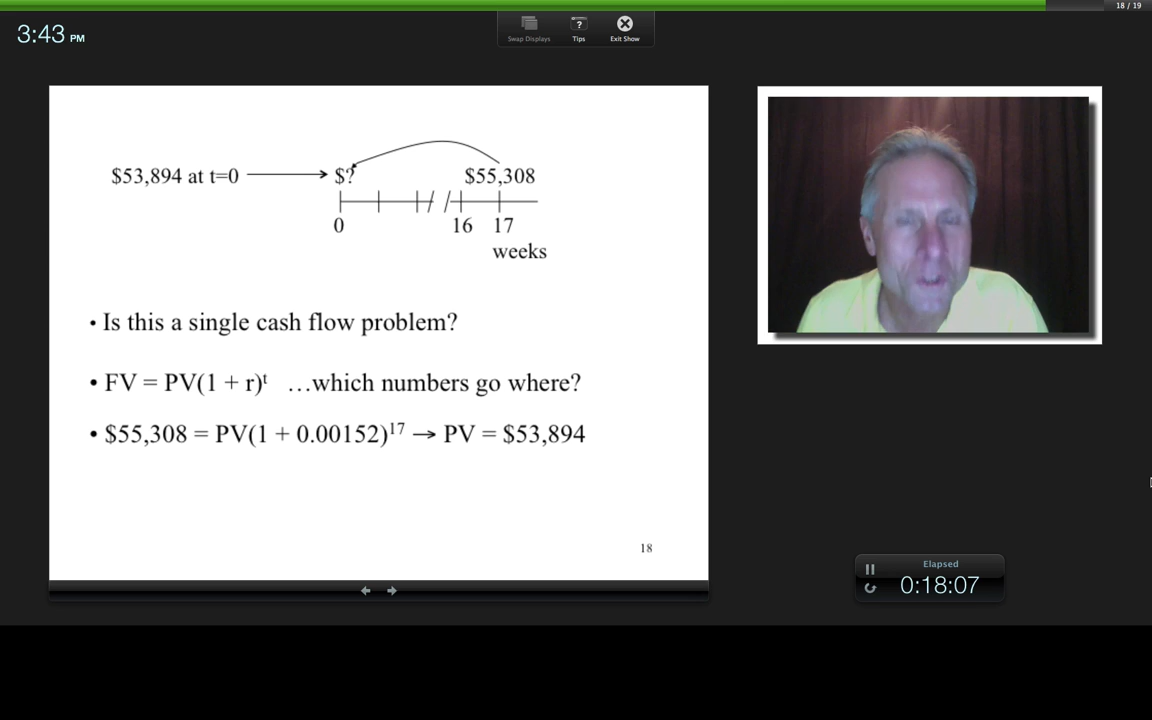 18 / 19
3:43 PM
Swap Displays
?
Tips
Exit Show
$53,894 at t=0
$?
$55,308
0
16
17
weeks
• Is this a single cash flow problem?
• FV = PV(1 + r)ᵗ …which numbers go where?
• $55,308 = PV(1 + 0.00152)¹⁷ → PV = $53,894
18
Elapsed
0:18:07